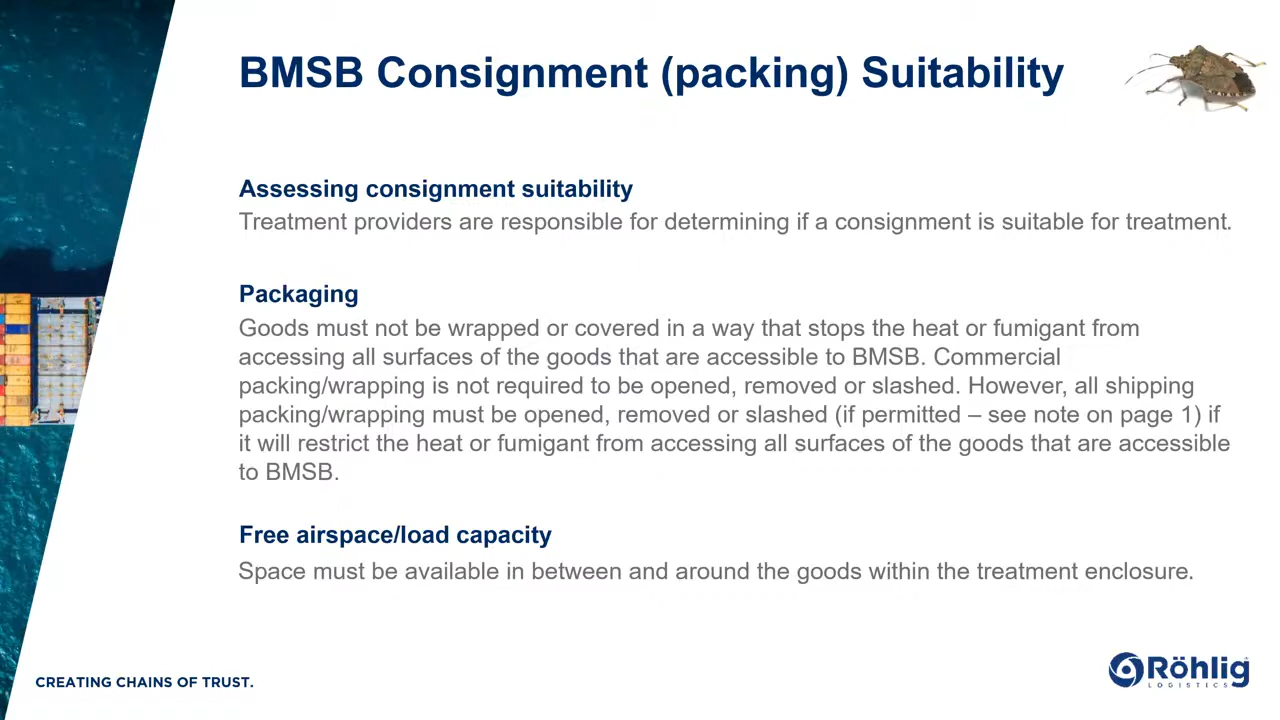 BMSB Consignment (packing) Suitability
Assessing consignment suitability
Treatment providers are responsible for determining if a consignment is suitable for treatment.
Packaging
Goods must not be wrapped or covered in a way that stops the heat or fumigant from
accessing all surfaces of the goods that are accessible to BMSB. Commercial
packing/wrapping is not required to be opened, removed or slashed. However, all shipping
packing/wrapping must be opened, removed or slashed (if permitted – see note on page 1) if
it will restrict the heat or fumigant from accessing all surfaces of the goods that are accessible
to BMSB.
Free airspace/load capacity
Space must be available in between and around the goods within the treatment enclosure.
CREATING CHAINS OF TRUST.
Röhlig
LOGISTICS